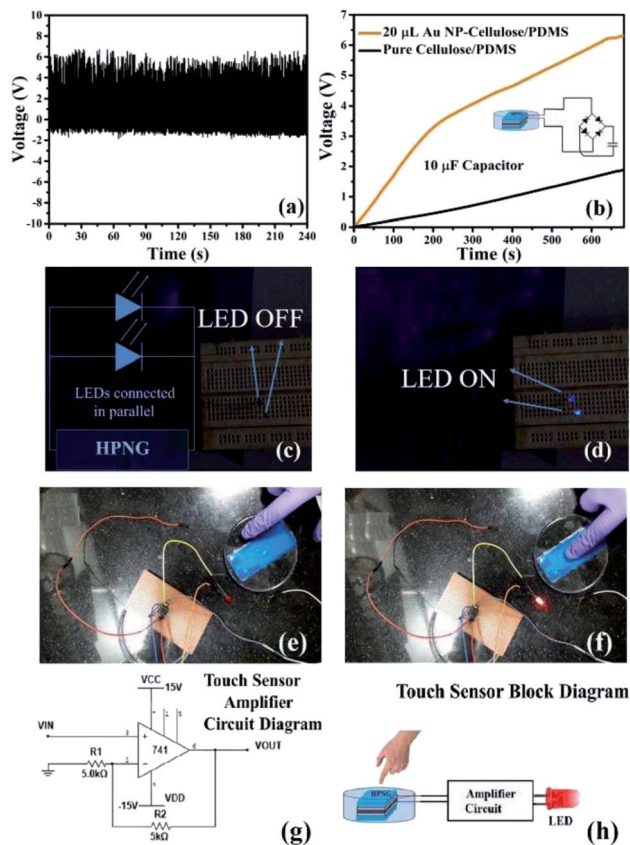 Voltage (V)
10
8
6
4
2
0
-2
-4
-6
-8
-10
0 30 60 90 120 150 180 210 240
Time (s)
(a)
Voltage (V)
7
6
5
4
3
2
1
0
20 μL Au NP-Cellulose/PDMS
Pure Cellulose/PDMS
10 μF Capacitor
0 100 200 300 400 500 600
Time (s)
(b)
LED OFF
LEDs connected
in parallel
HPNG
(c)
LED ON
(d)
(e)
(f)
Touch Sensor
Amplifier
Circuit Diagram
VCC
15V
VIN
3
+
741
2
-
6
VOUT
R1
5.0kΩ
-15V
VDD
R2
5kΩ
(g)
Touch Sensor Block Diagram
HPNG
Amplifier
Circuit
LED
(h)